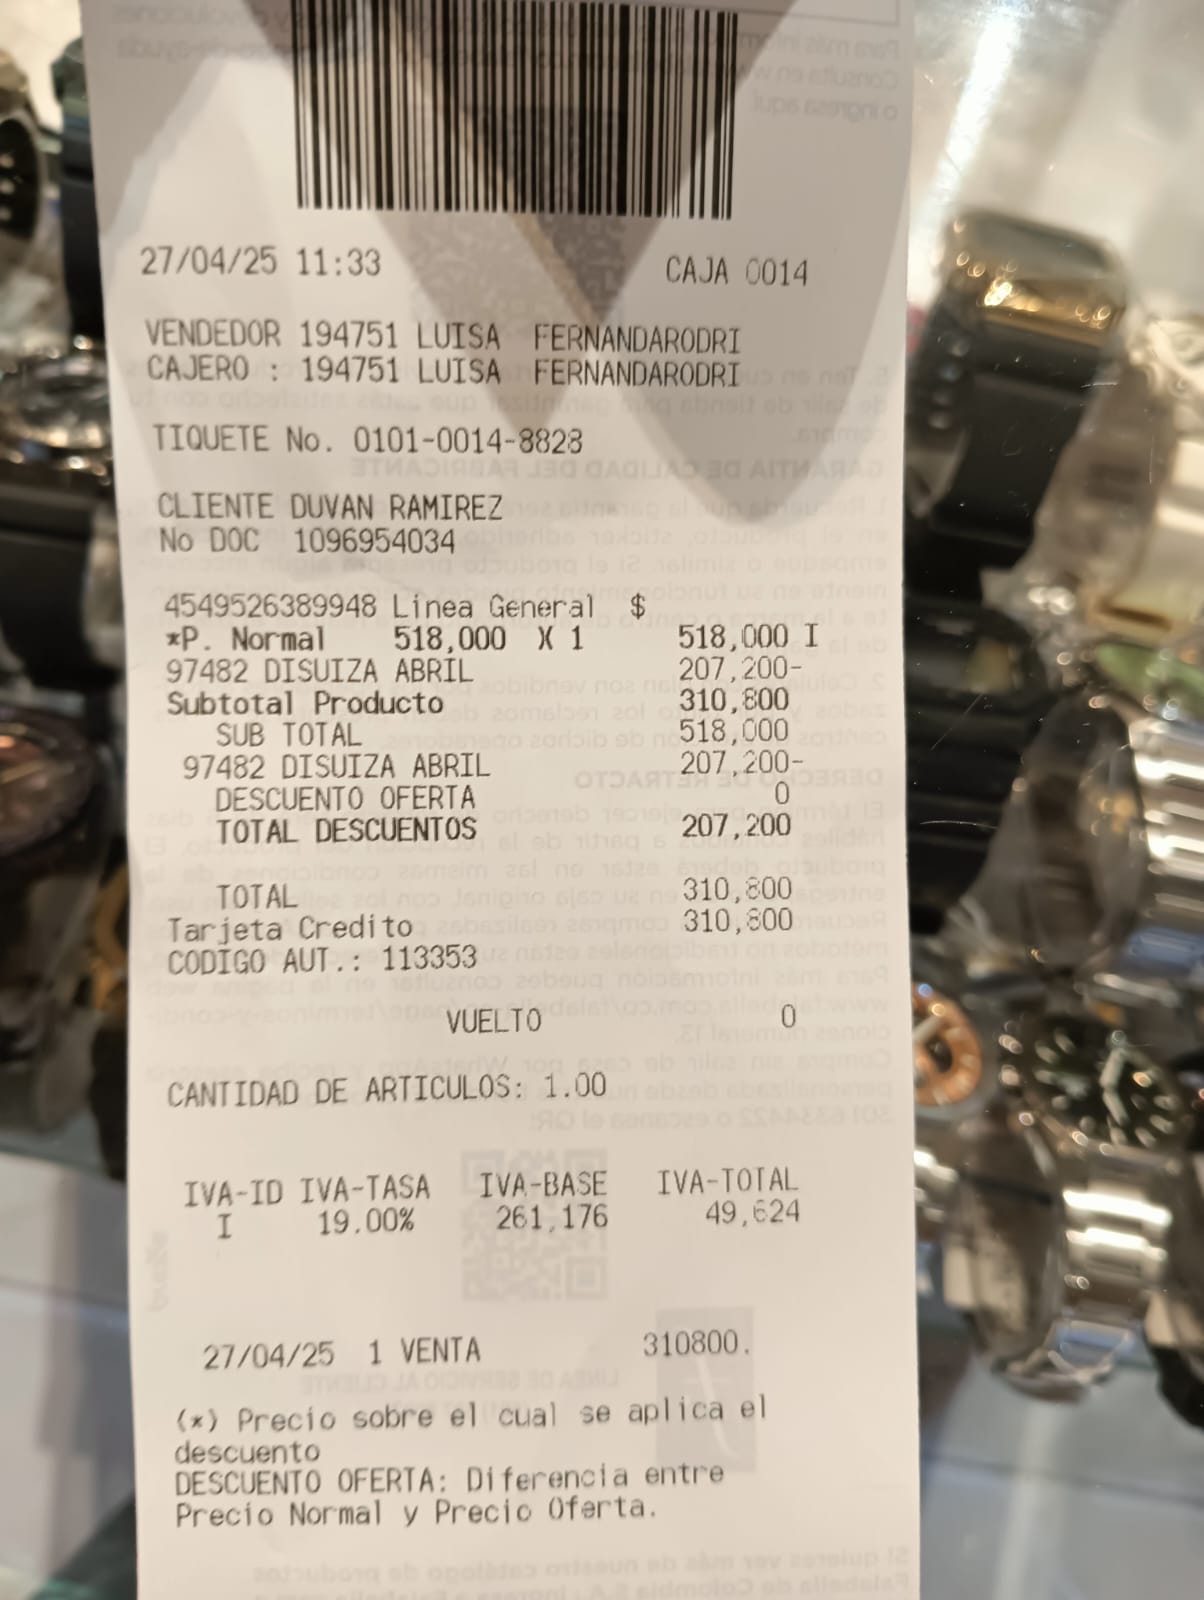 27/04/25 11:33 CAJA 0014
VENDEDOR 194751 LUISA FERNANDARODRI
CAJERO : 194751 LUISA FERNANDARODRI
TIQUETE No. 0101-0014-8828
CLIENTE DUVAN RAMIREZ
No DOC 1096954034
4549526389948 Linea General $
*P. Normal 518,000 X 1 518,000 I
97482 DISUIZA ABRIL 207,200-
Subtotal Producto 310,800
SUB TOTAL 518,000
97482 DISUIZA ABRIL 207,200-
DESCUENTO OFERTA 0
TOTAL DESCUENTOS 207,200
TOTAL 310,800
Tarjeta Credito 310,800
CODIGO AUT.: 113353
VUELTO 0
CANTIDAD DE ARTICULOS: 1.00
IVA-ID IVA-TASA IVA-BASE IVA-TOTAL
I 19.00% 261,176 49,624
27/04/25 1 VENTA 310800.
(*) Precio sobre el cual se aplica el
descuento
DESCUENTO OFERTA: Diferencia entre
Precio Normal y Precio Oferta.